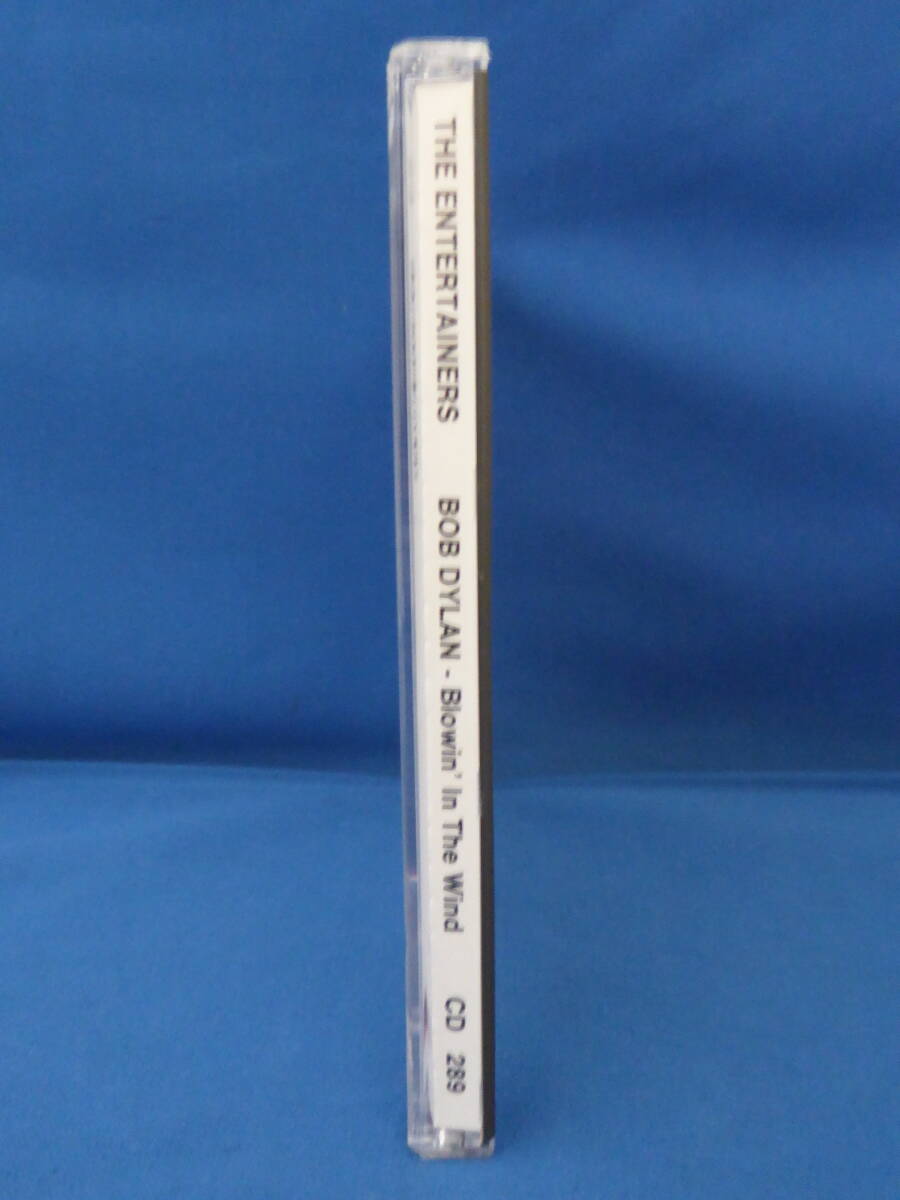 THE ENTERTAINERS BOB DYLAN - Blowin' In The Wind CD 289